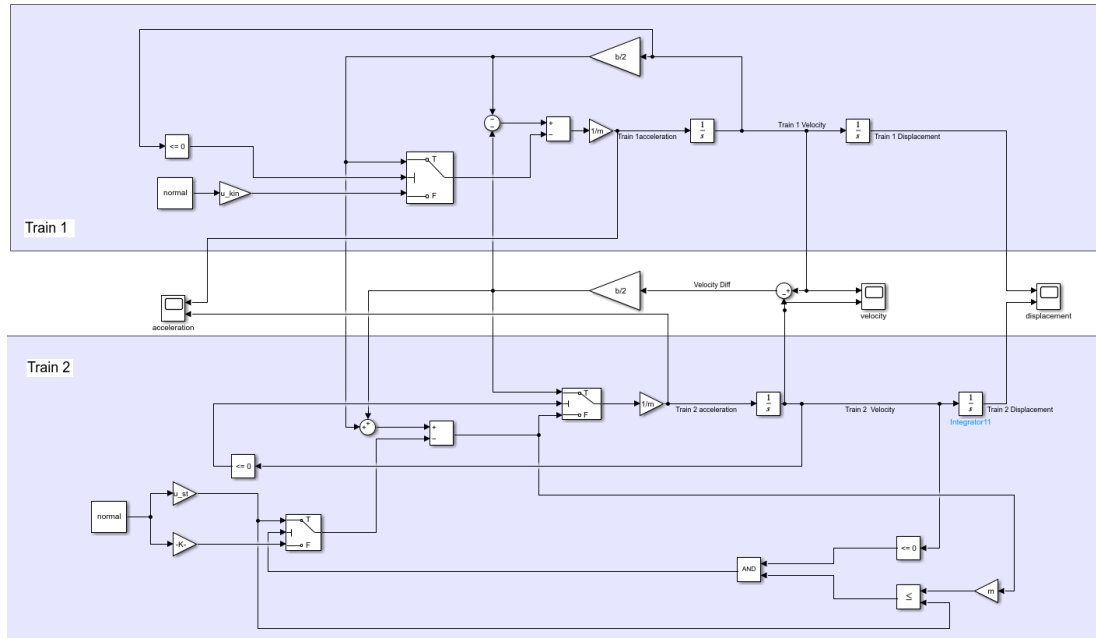 b/2
<= 0
1/m
Train 1acceleration
1
s
Train 1 Velocity
1
s
Train 1 Displacement
T
F
normal
u_kin
Train 1
b/2
Velocity Diff
acceleration
velocity
displacement
Train 2
T
F
1/m
Train 2 acceleration
1
s
Train 2 Velocity
1
s
Train 2 Displacement
Integrator11
<= 0
u_st
normal
T
F
-K-
<= 0
AND
≤
m